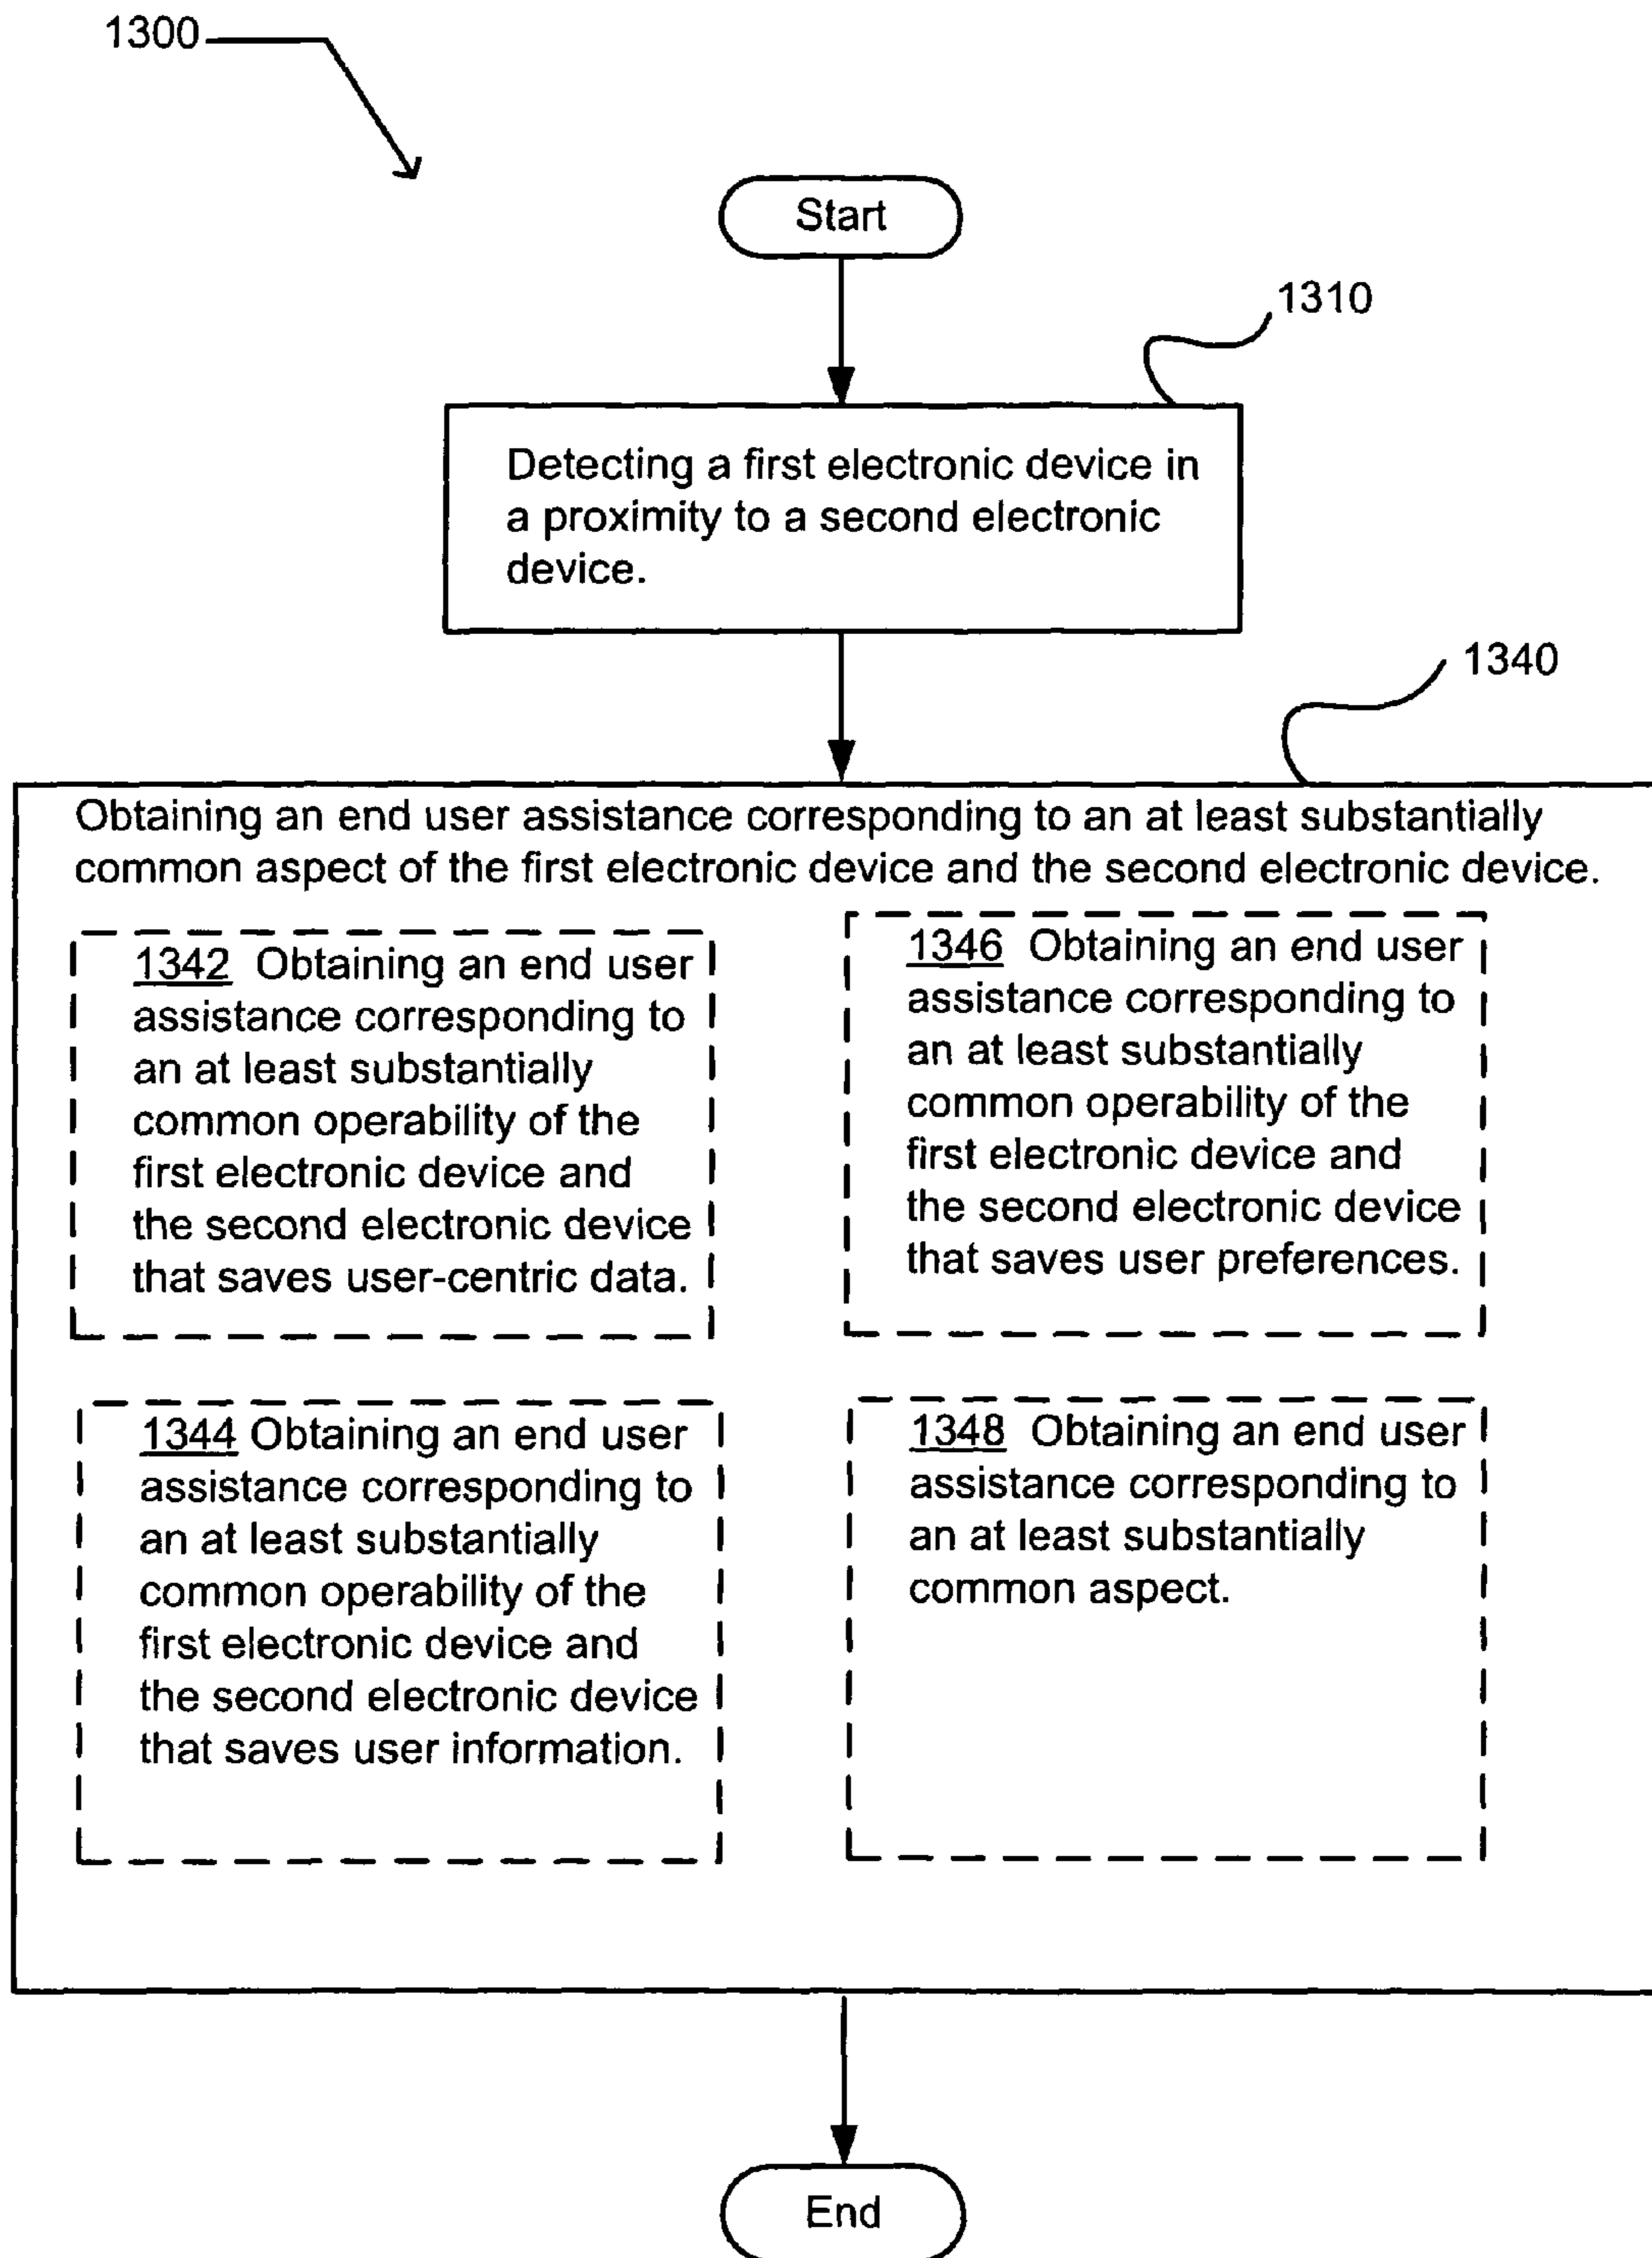 1300
Start
1310
Detecting a first electronic device in
a proximity to a second electronic
device.
1340
Obtaining an end user assistance corresponding to an at least substantially
common aspect of the first electronic device and the second electronic device.
1342 Obtaining an end user
assistance corresponding to
an at least substantially
common operability of the
first electronic device and
the second electronic device
that saves user-centric data.
1346 Obtaining an end user
assistance corresponding to
an at least substantially
common operability of the
first electronic device and
the second electronic device
that saves user preferences.
1344 Obtaining an end user
assistance corresponding to
an at least substantially
common operability of the
first electronic device and
the second electronic device
that saves user information.
1348 Obtaining an end user
assistance corresponding to
an at least substantially
common aspect.
End